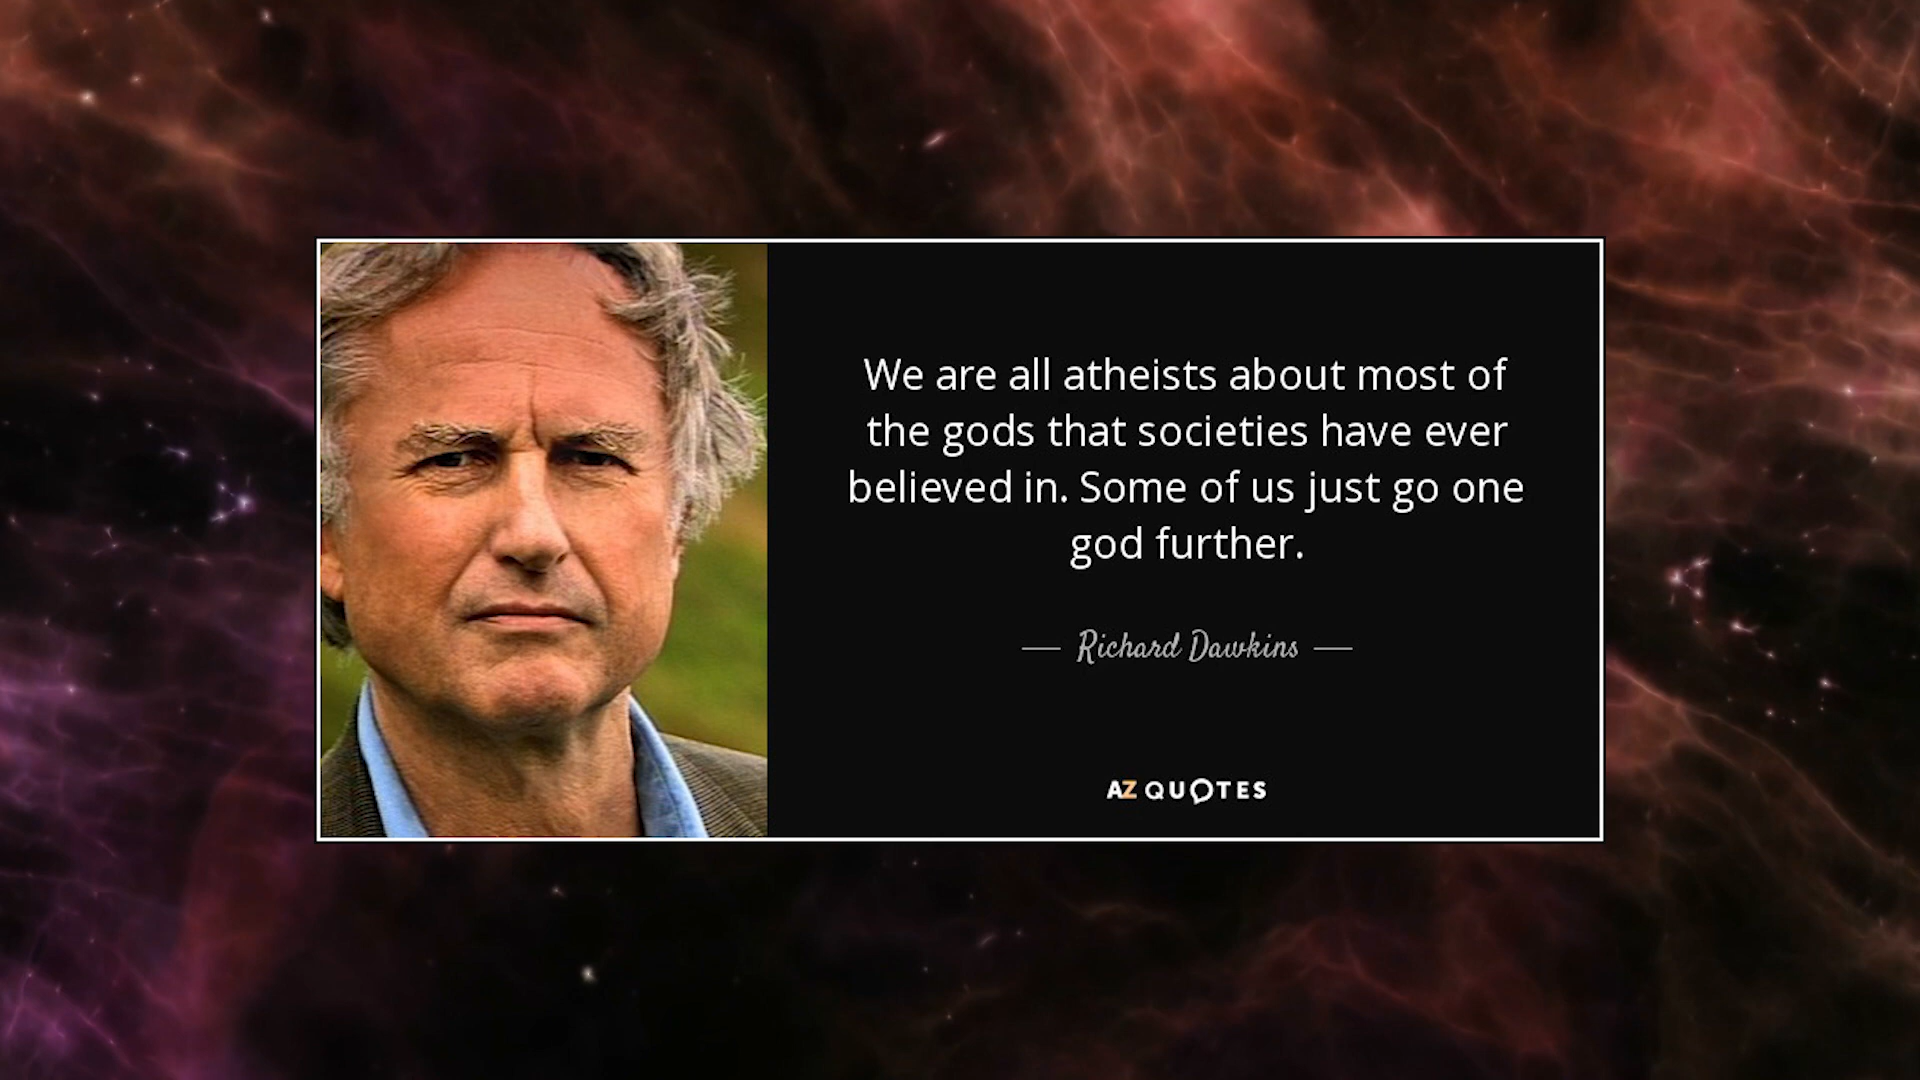 We are all atheists about most of
the gods that societies have ever
believed in. Some of us just go one
god further.
Richard Dawkins
AZ QUOTES